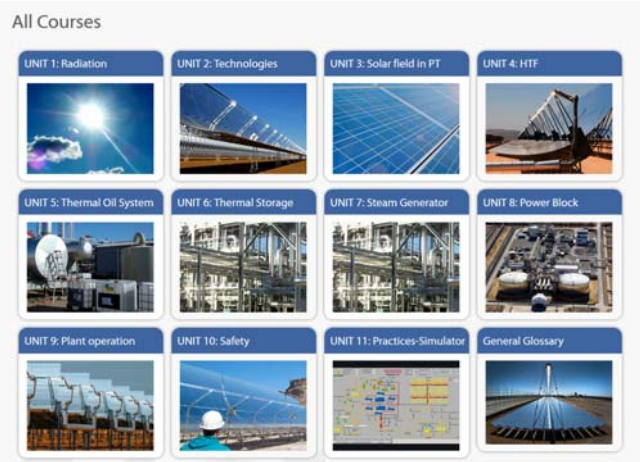 All Courses
UNIT 1: Radiation
UNIT 2: Technologies
UNIT 3: Solar field in PT
UNIT 4: HTF
UNIT 5: Thermal Oil System
UNIT 6: Thermal Storage
UNIT 7: Steam Generator
UNIT 8: Power Block
UNIT 9: Plant operation
UNIT 10: Safety
UNIT 11: Practices-Simulator
General Glossary